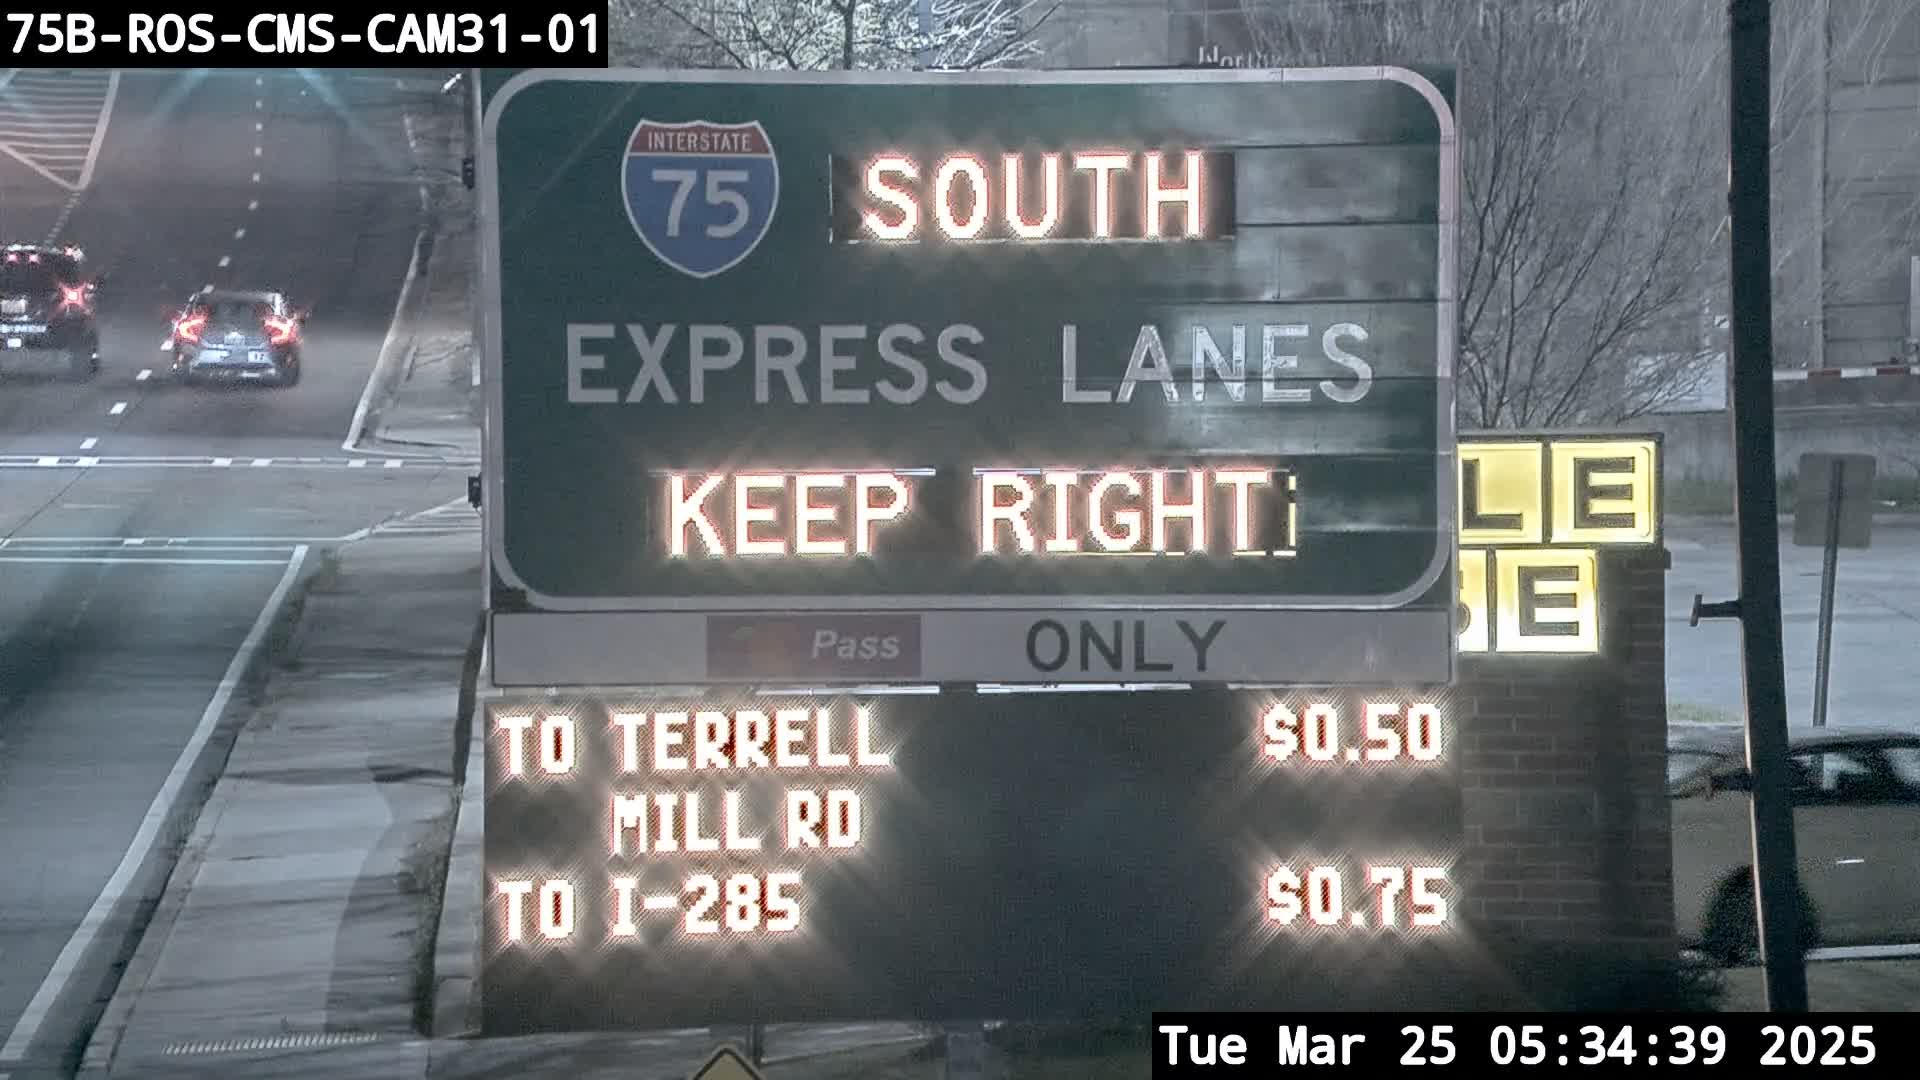 75B-ROS-CMS-CAM31-01
INTERSTATE
75
SOUTH
EXPRESS LANES
KEEP RIGHT
Pass ONLY
TO TERRELL $0.50
MILL RD
TO I-285 $0.75
LE
E
Tue Mar 25 05:34:39 2025